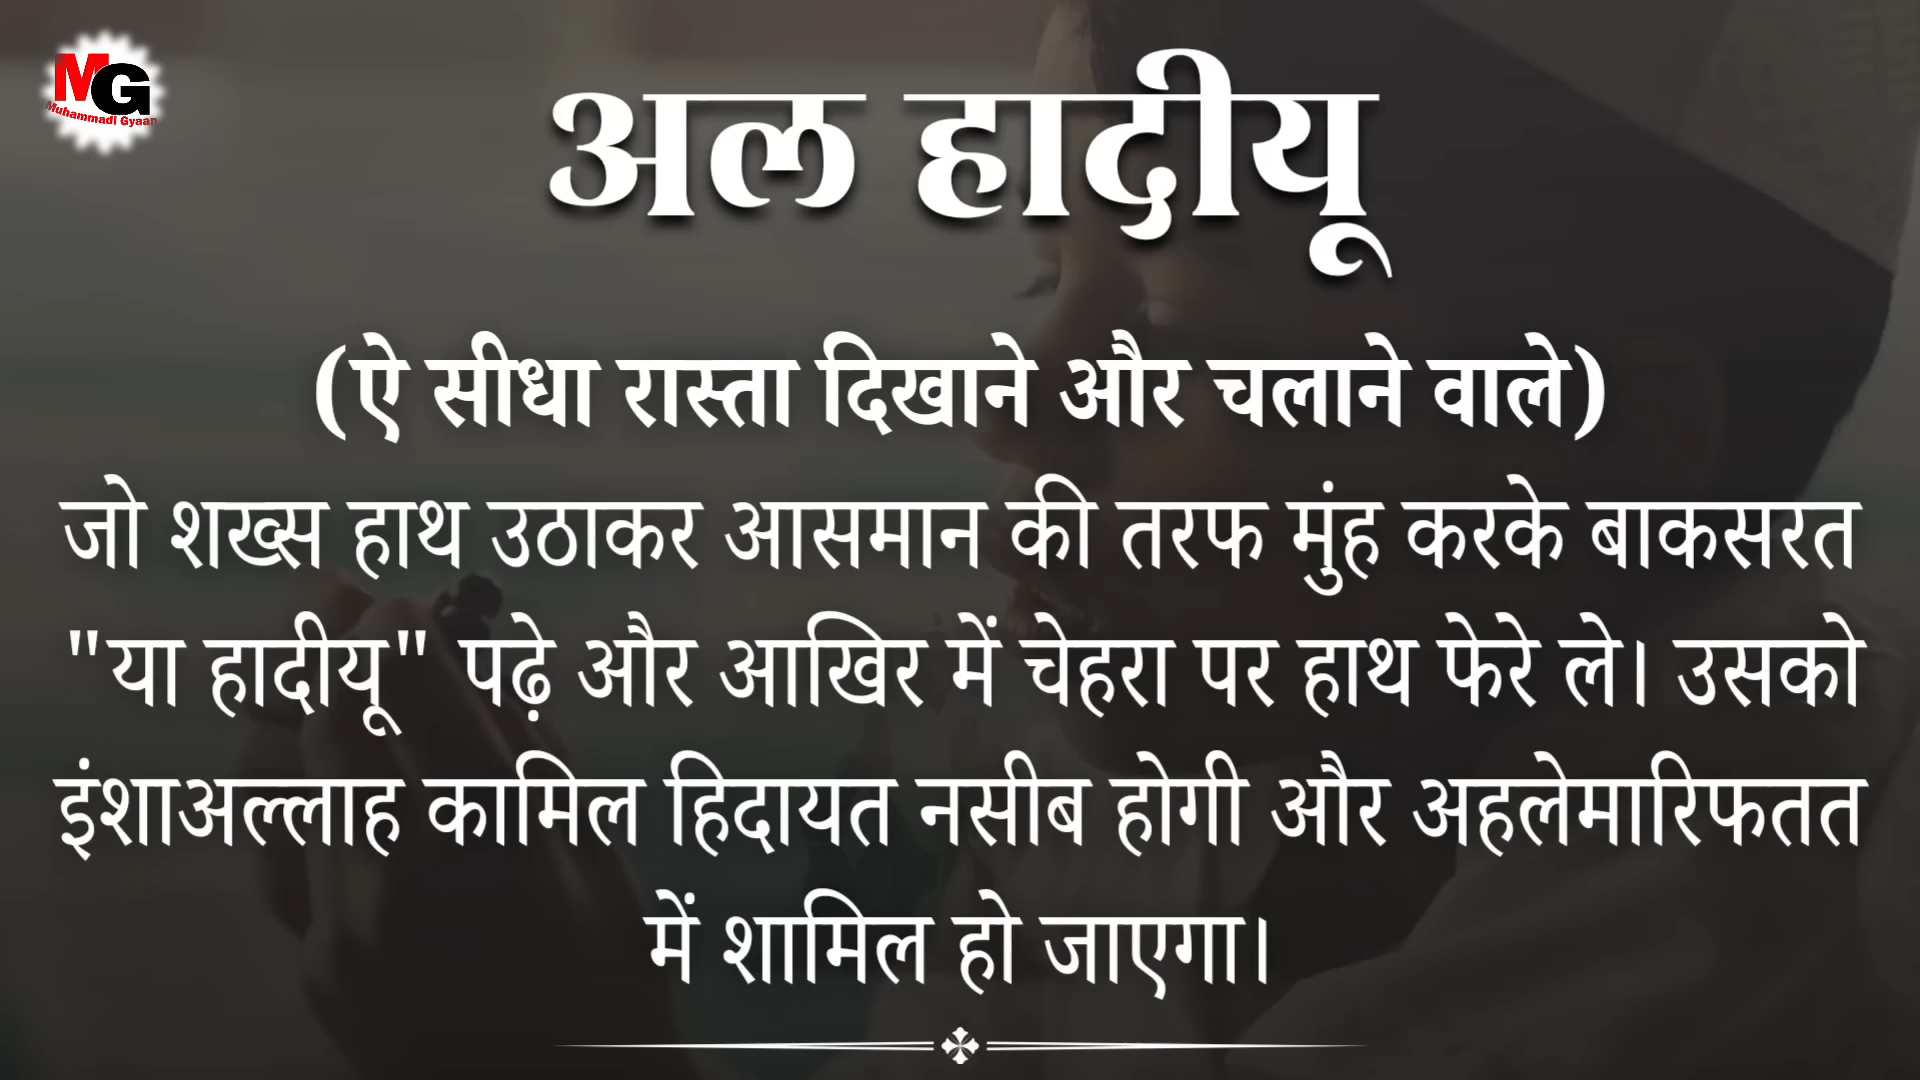 MG
Muhammadi Gyaan
अल हादीयू
(ऐ सीधा रास्ता दिखाने और चलाने वाले)
जो शख्स हाथ उठाकर आसमान की तरफ मुंह करके बाकसरत
"या हादीयू" पढ़े और आखिर में चेहरा पर हाथ फेरे ले। उसको
इंशाअल्लाह कामिल हिदायत नसीब होगी और अहलेमारिफतत
में शामिल हो जाएगा।